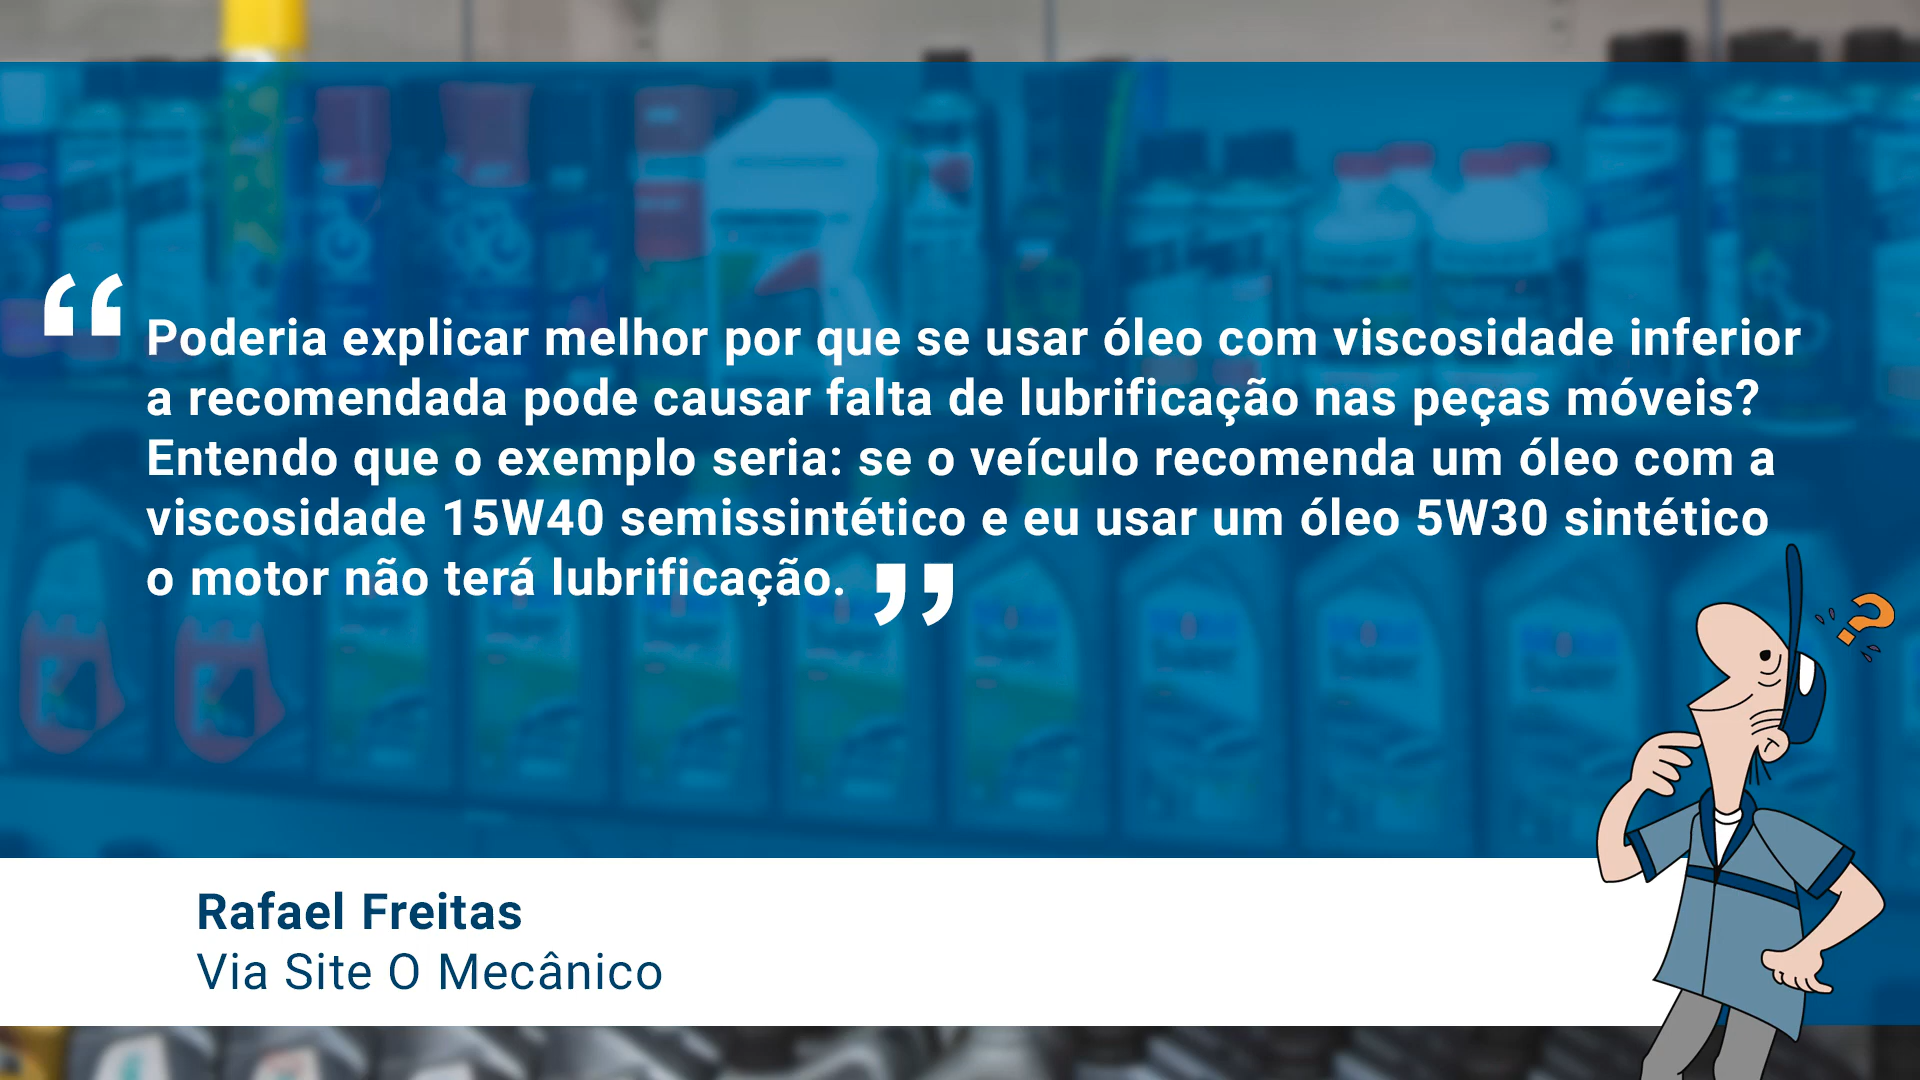 “ Poderia explicar melhor por que se usar óleo com viscosidade inferior
a recomendada pode causar falta de lubrificação nas peças móveis?
Entendo que o exemplo seria: se o veículo recomenda um óleo com a
viscosidade 15W40 semissintético e eu usar um óleo 5W30 sintético
o motor não terá lubrificação. ”
?
Rafael Freitas
Via Site O Mecânico